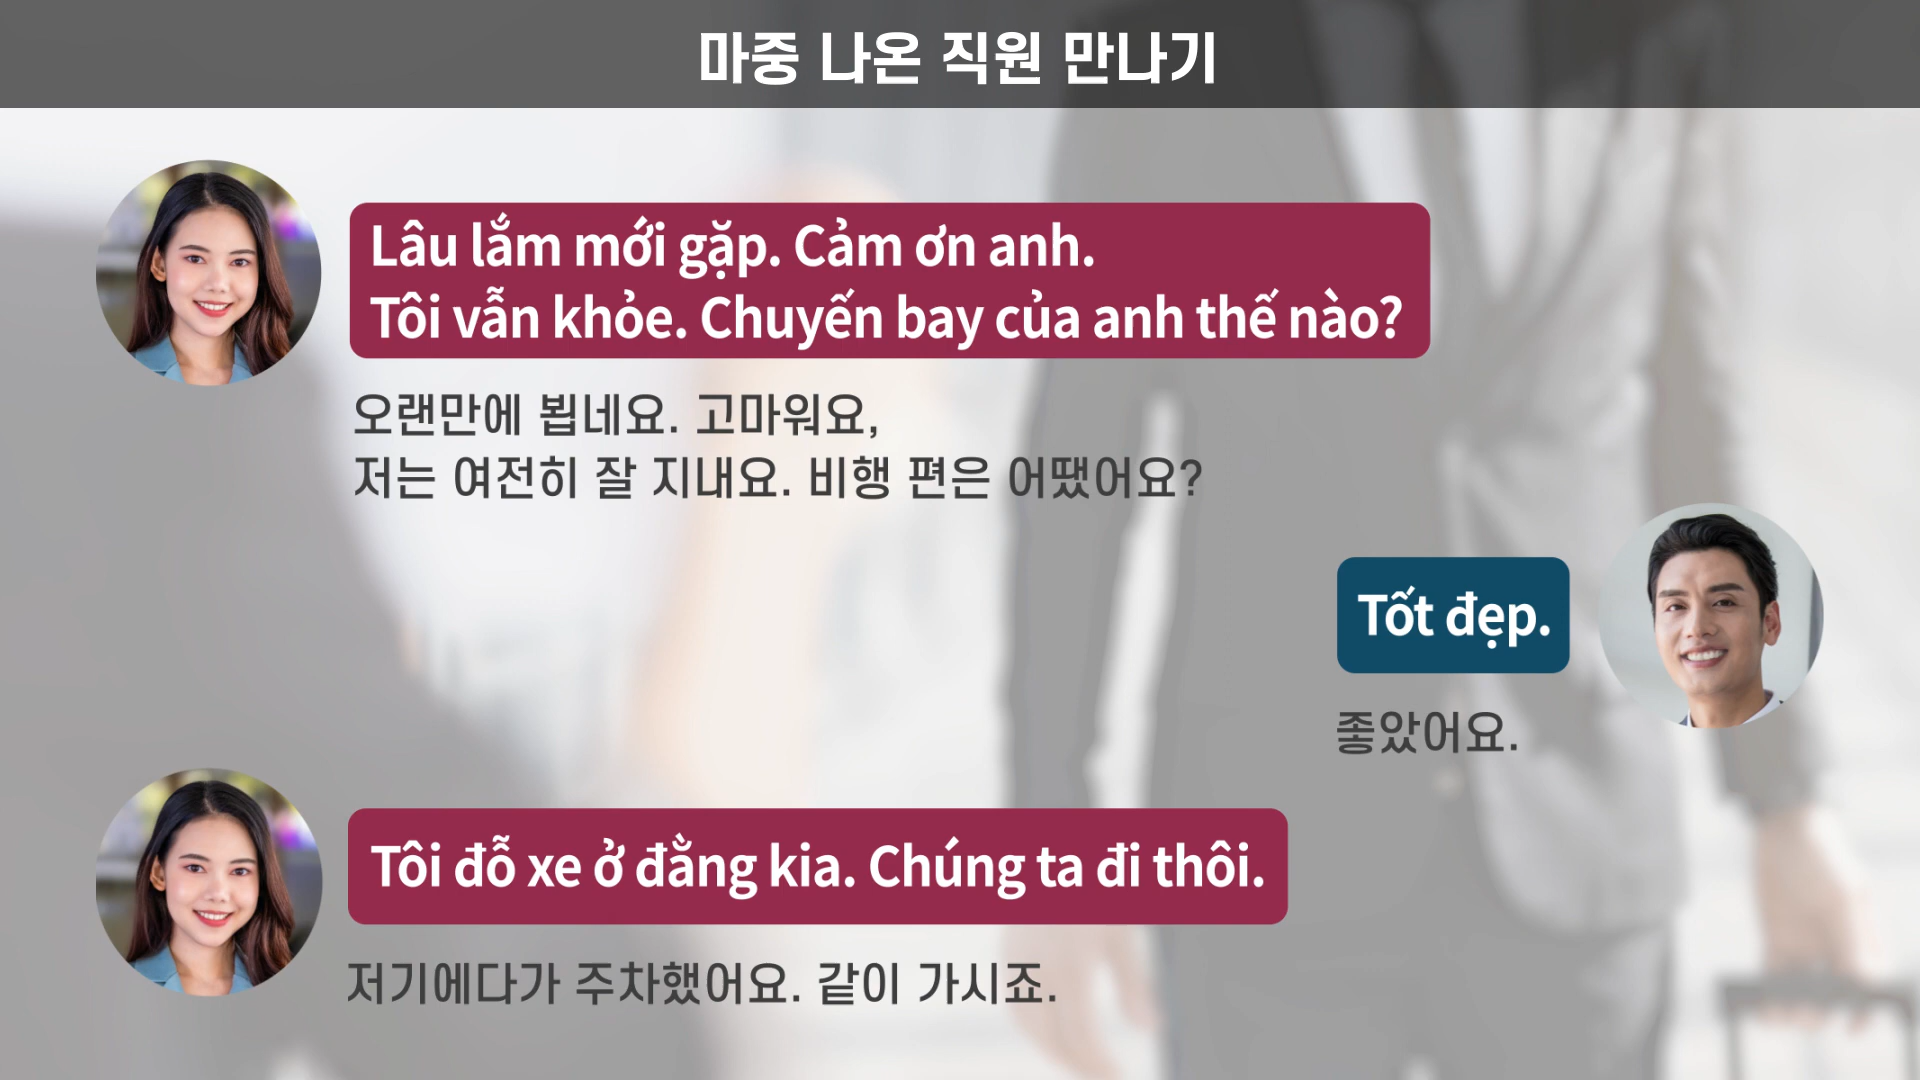 마중 나온 직원 만나기
Lâu lắm mới gặp. Cảm ơn anh.
Tôi vẫn khỏe. Chuyến bay của anh thế nào?
오랜만에 뵙네요. 고마워요,
저는 여전히 잘 지내요. 비행 편은 어땠어요?
Tốt đẹp.
좋았어요.
Tôi đỗ xe ở đằng kia. Chúng ta đi thôi.
저기에다가 주차했어요. 같이 가시죠.